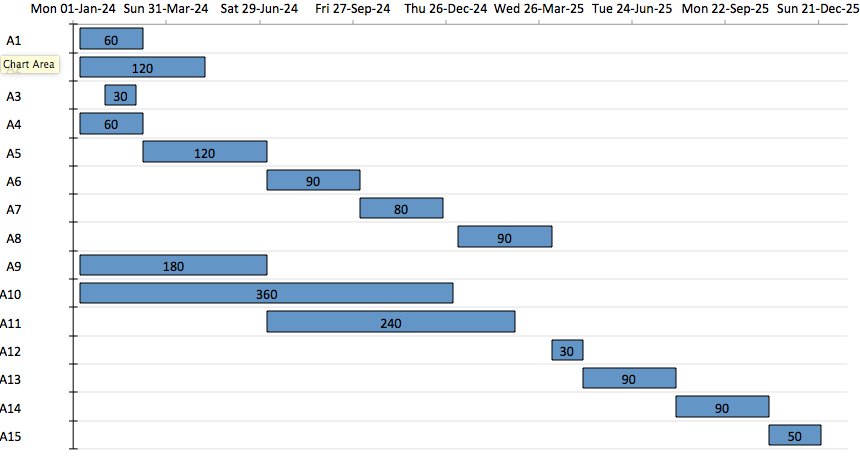 Mon 01-Jan-24 Sun 31-Mar-24 Sat 29-Jun-24 Fri 27-Sep-24 Thu 26-Dec-24 Wed 26-Mar-25 Tue 24-Jun-25 Mon 22-Sep-25 Sun 21-Dec-25
A1 60
Chart Area 120
A3 30
A4 60
A5 120
A6 90
A7 80
A8 90
A9 180
A10 360
A11 240
A12 30
A13 90
A14 90
A15 50